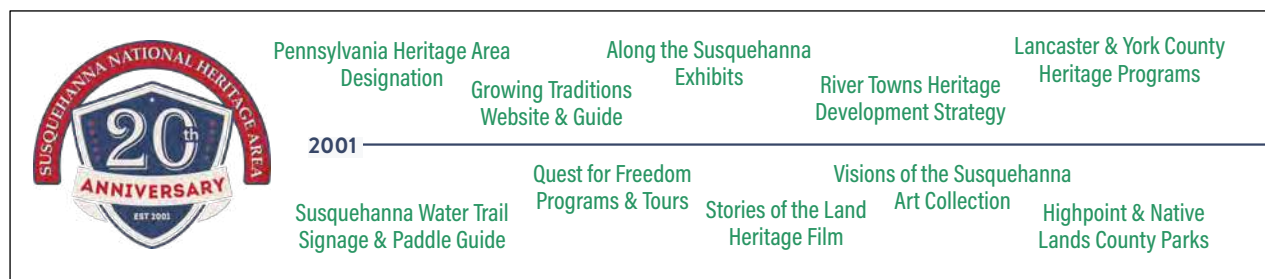 SUSQUEHANNA NATIONAL HERITAGE AREA
20th
ANNIVERSARY
EST 2001
Pennsylvania Heritage Area
Designation
Growing Traditions
Website & Guide
Along the Susquehanna
Exhibits
River Towns Heritage
Development Strategy
Lancaster & York County
Heritage Programs
2001
Susquehanna Water Trail
Signage & Paddle Guide
Quest for Freedom
Programs & Tours
Stories of the Land
Heritage Film
Visions of the Susquehanna
Art Collection
Highpoint & Native
Lands County Parks